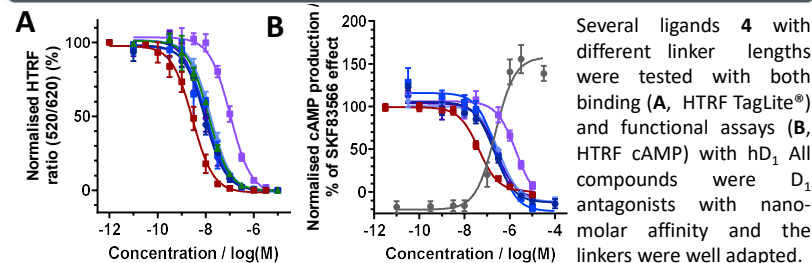 A
Normalised HTRF
ratio (520/620) (%)
100
50
0
-12 -10 -8 -6
Concentration / log(M)
B
Normalised cAMP production /
% of SKF83566 effect
200
150
100
50
0
-12 -10 -8 -6 -4
Concentration / log(M)
Several ligands 4 with
different linker lengths
were tested with both
binding (A, HTRF TagLite®)
and functional assays (B,
HTRF cAMP) with hD₁ All
compounds were D₁
antagonists with nano-
molar affinity and the
linkers were well adapted.